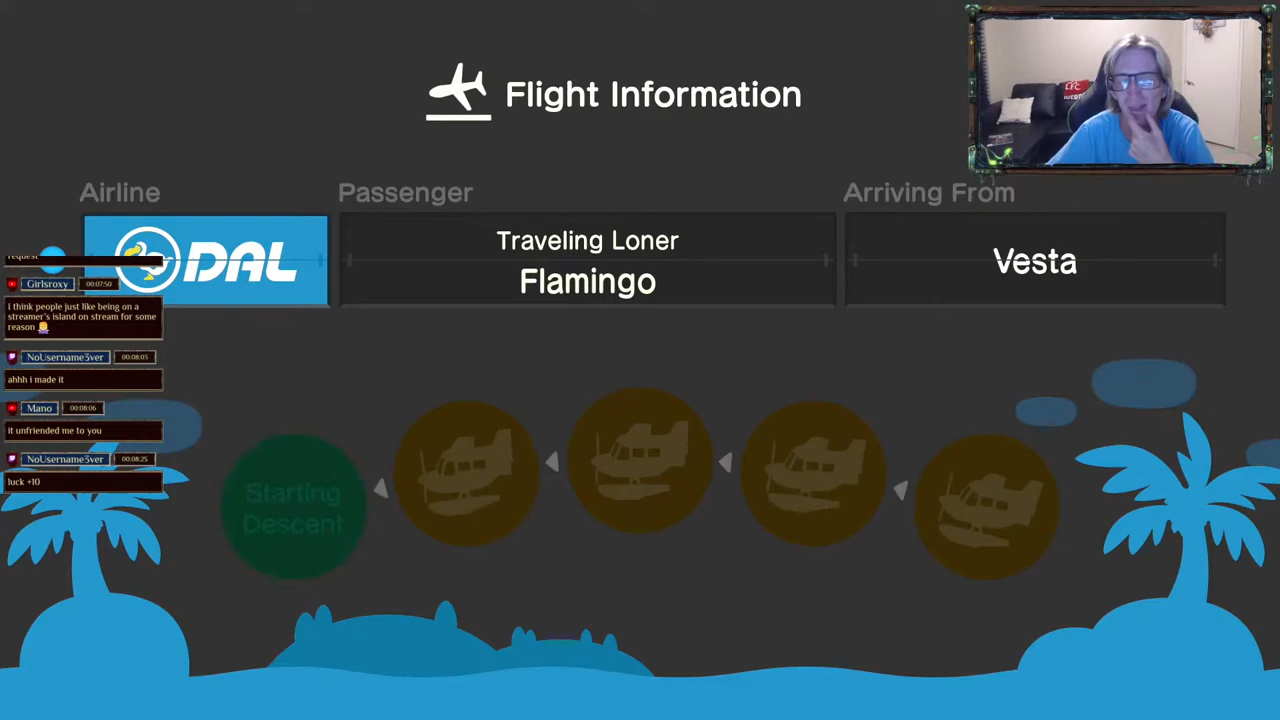 Flight Information
Airline
Passenger
Arriving From
DAL
Traveling Loner
Flamingo
Vesta
request
Girlsroxy 00:07:50
i think people just like being on a
streamer's island on stream for some
reason
NoUsername3ver 00:08:05
ahhh i made it
Mano 00:08:06
it unfriended me to you
NoUsername3ver 00:08:25
luck +10
Starting
Descent